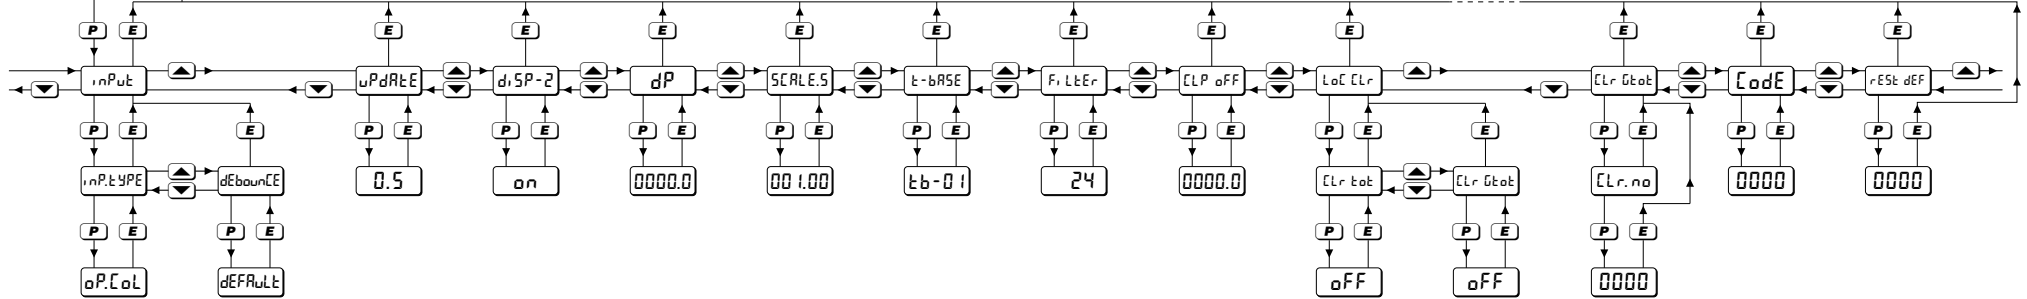 P E E E E E E E E E E E E E
inPut uPdAtE diSP-2 dP SCALE.S t-bASE FiLtEr CLP oFF LoC CLr CLr Gtot CodE rESt dEF
P E E P E P E P E P E P E P E P E P E E P E P E P E
inP.tYPE dEbounCE 0.5 on 0000.0 001.00 tb-01 24 0000.0 CLr tot CLr Gtot CLr.no 0000 0000
P E P E P E P E P E
oP.CoL dEFAuLt oFF oFF 0000